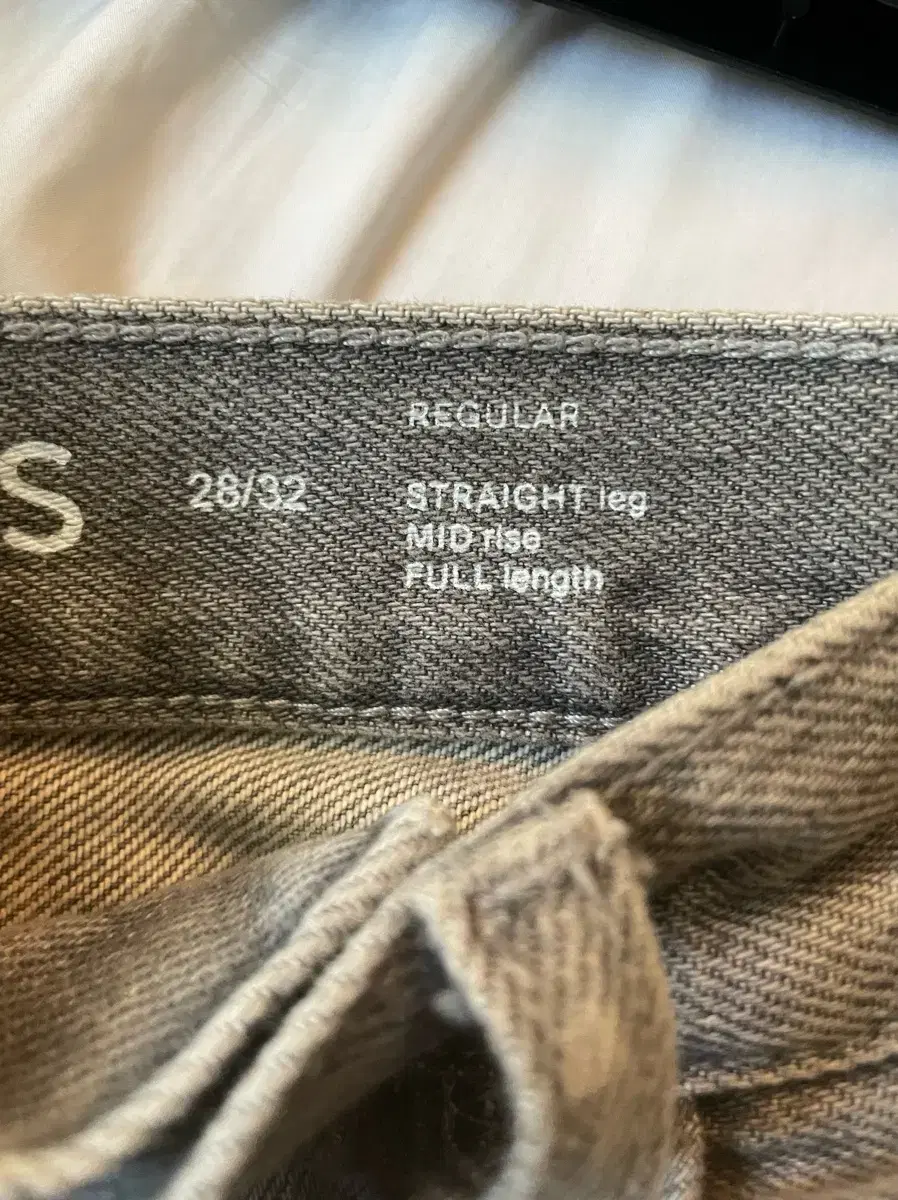 S
28/32
REGULAR
STRAIGHT leg
MID rise
FULL length